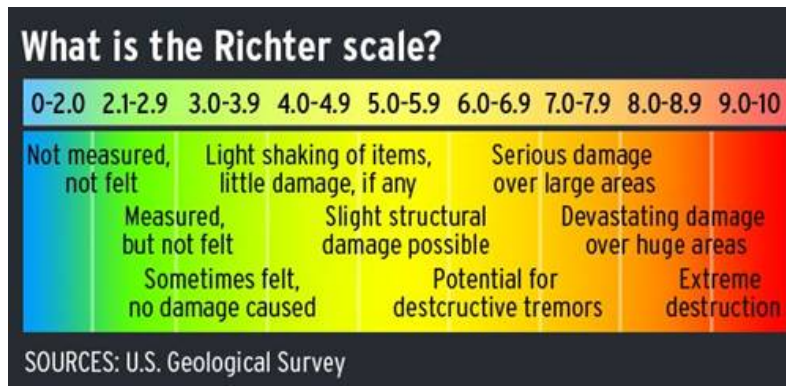 What is the Richter scale?
0-2.0 2.1-2.9 3.0-3.9 4.0-4.9 5.0-5.9 6.0-6.9 7.0-7.9 8.0-8.9 9.0-10
Not measured,
not felt
Measured,
but not felt
Sometimes felt,
no damage caused
Light shaking of items,
little damage, if any
Slight structural
damage possible
Potential for
destcructive tremors
Serious damage
over large areas
Devastating damage
over huge areas
Extreme
destruction
SOURCES: U.S. Geological Survey